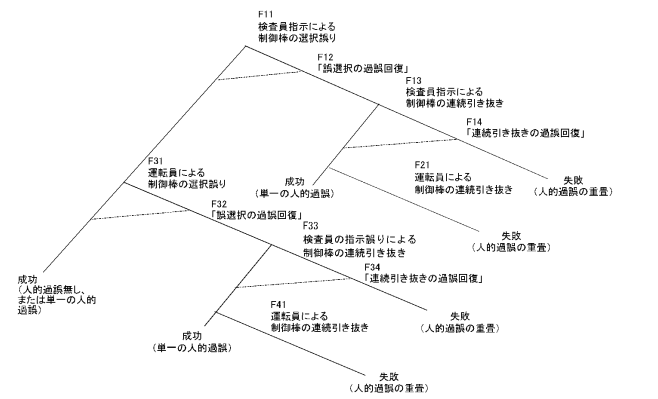 F11
検査員指示による
制御棒の選択誤り
F12
「誤選択の過誤回復」
F13
検査員指示による
制御棒の連続引き抜き
F14
「連続引き抜きの過誤回復」
F31
運転員による
制御棒の選択誤り
成功
(単一の人的過誤)
F21
運転員による
制御棒の連続引き抜き
失敗
(人的過誤の重畳)
F32
「誤選択の過誤回復」
F33
検査員の指示誤りによる
制御棒の連続引き抜き
失敗
(人的過誤の重畳)
F34
「連続引き抜きの過誤回復」
成功
(人的過誤無し、
または単一の人的
過誤)
F41
運転員による
制御棒の連続引き抜き
失敗
(人的過誤の重畳)
成功
(単一の人的過誤)
失敗
(人的過誤の重畳)